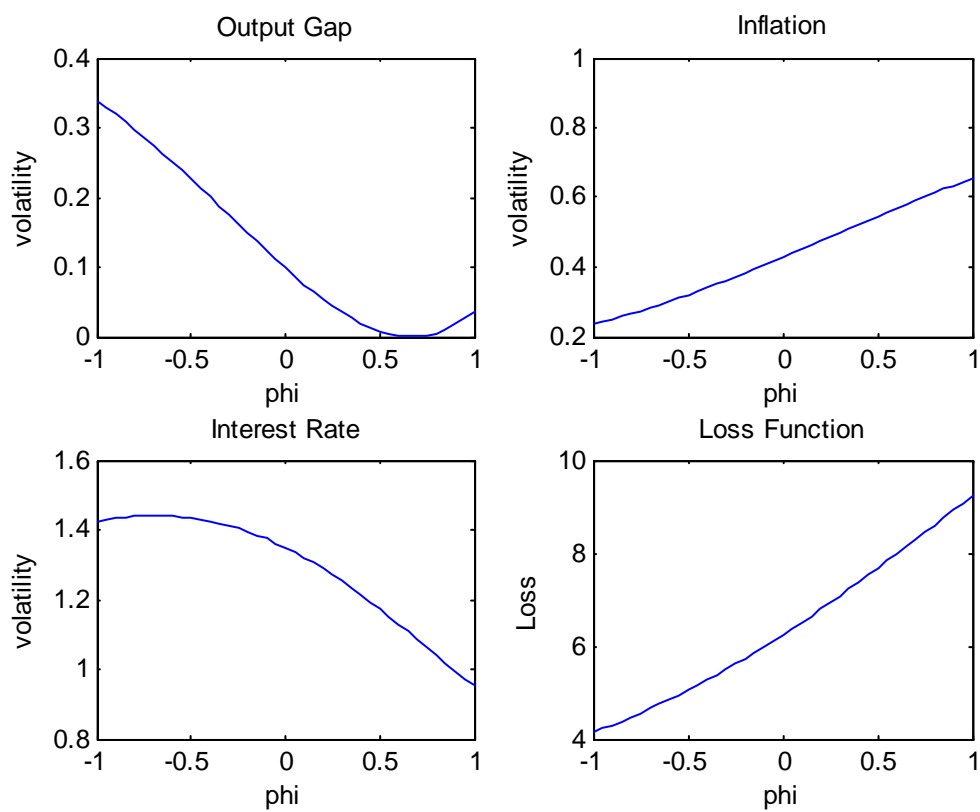 Output Gap
0.4
0.3
0.2
0.1
0
volatility
-1 -0.5 0 0.5 1
phi
Inflation
1
0.8
0.6
0.4
0.2
volatility
-1 -0.5 0 0.5 1
phi
Interest Rate
1.6
1.4
1.2
1
0.8
volatility
-1 -0.5 0 0.5 1
phi
Loss Function
10
8
6
4
Loss
-1 -0.5 0 0.5 1
phi